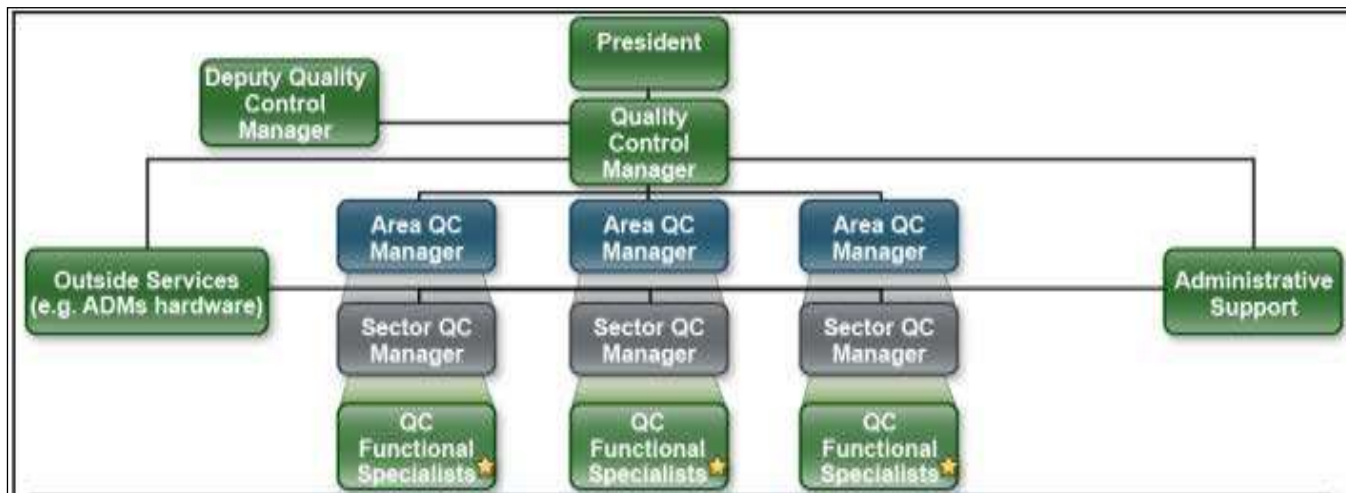 President
Deputy Quality
Control
Manager
Quality
Control
Manager
Area QC
Manager
Area QC
Manager
Area QC
Manager
Outside Services
(e.g. ADMs hardware)
Administrative
Support
Sector QC
Manager
Sector QC
Manager
Sector QC
Manager
QC
Functional
Specialists
QC
Functional
Specialists
QC
Functional
Specialists